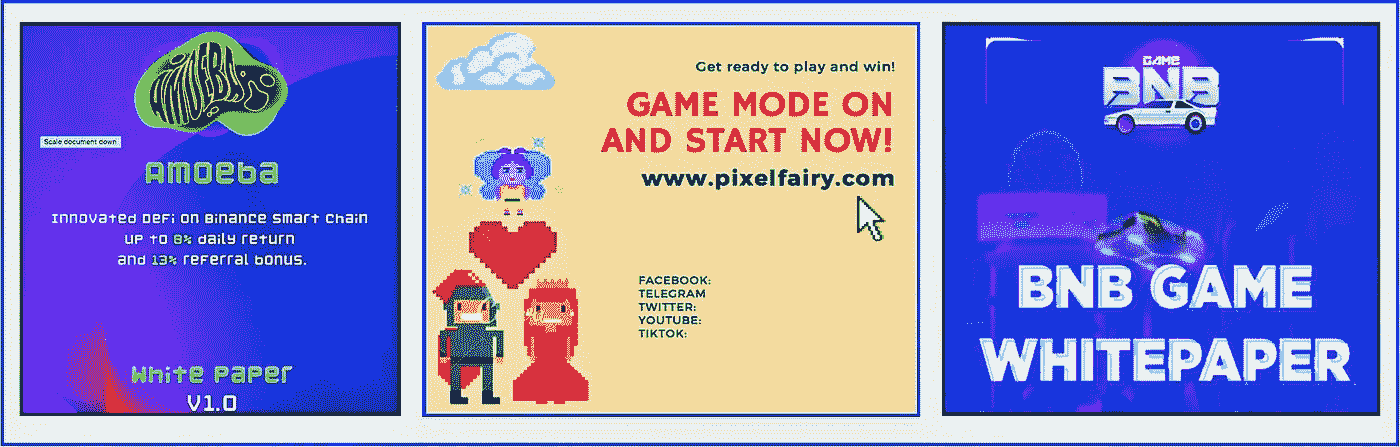 AMOEBA
Scale document down
Amoeba
Innovated DeFi on Binance Smart Chain
up to 8% daily return
and 13% referral bonus.
White Paper
V1.0
Get ready to play and win!
GAME MODE ON
AND START NOW!
www.pixelfairy.com
FACEBOOK:
TELEGRAM
TWITTER:
YOUTUBE:
TIKTOK:
GAME
BNB
BNB GAME
WHITEPAPER